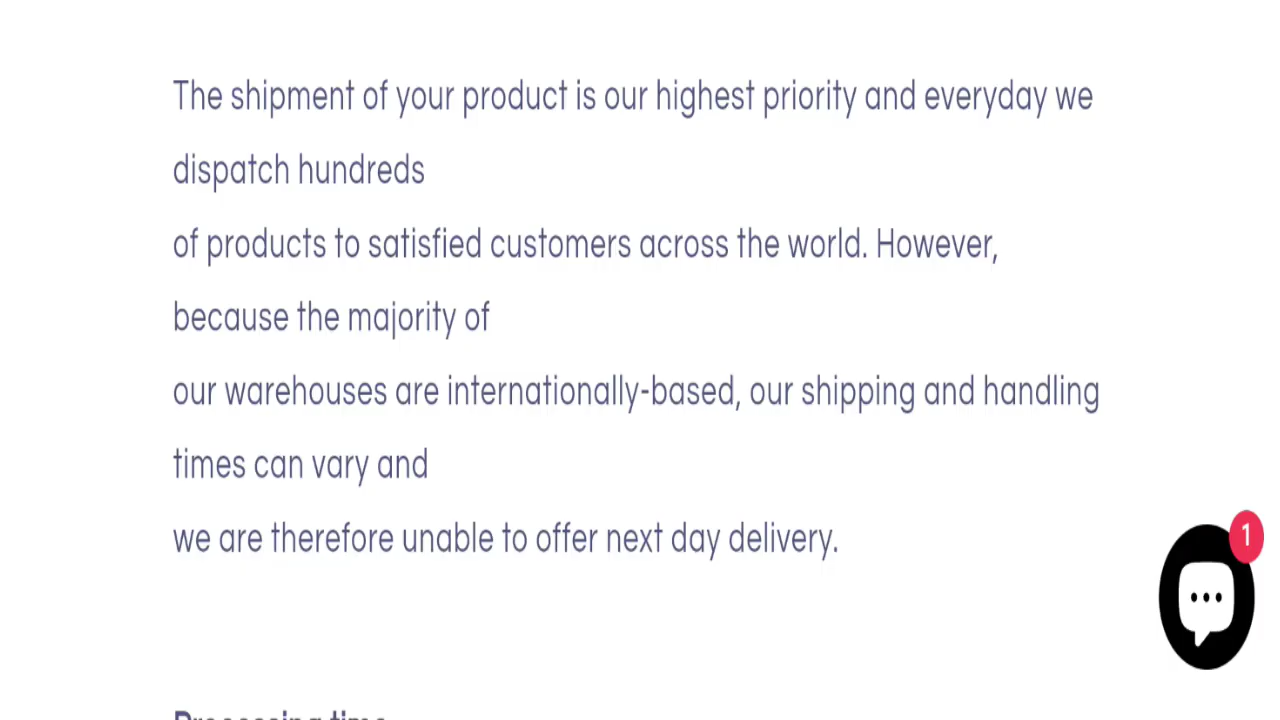 The shipment of your product is our highest priority and everyday we
dispatch hundreds
of products to satisfied customers across the world. However,
because the majority of
our warehouses are internationally-based, our shipping and handling
times can vary and
we are therefore unable to offer next day delivery.
1
Processing time